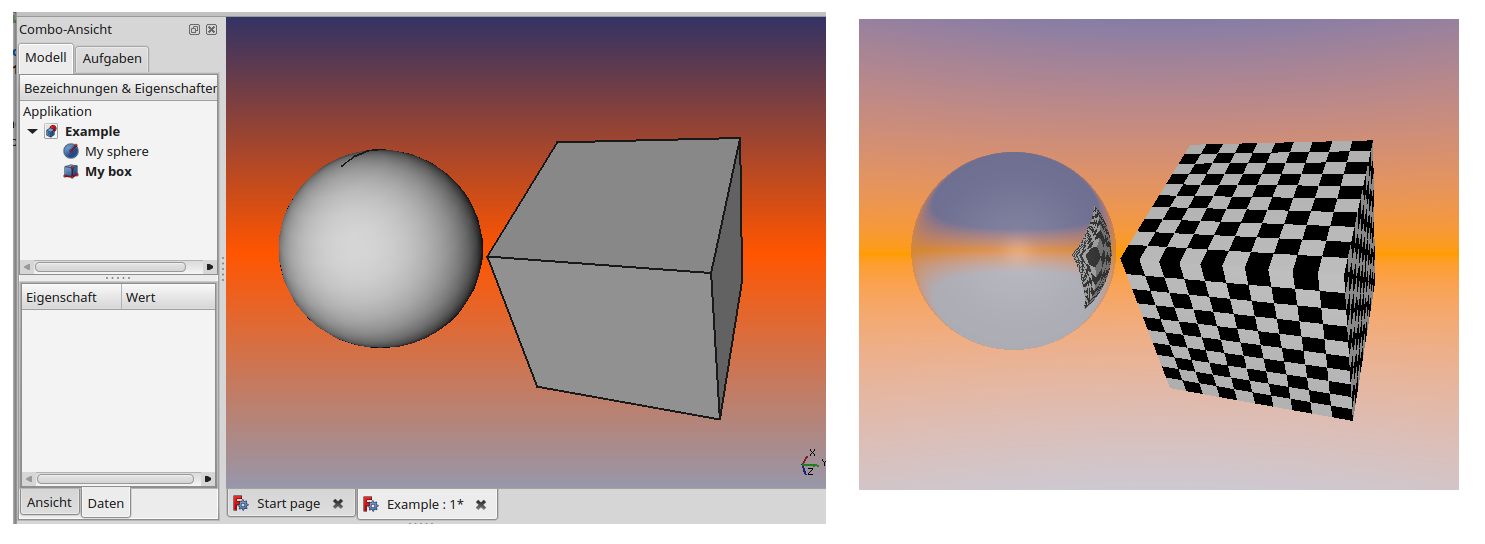 Combo-Ansicht
Modell Aufgaben
Bezeichnungen & Eigenschafter
Applikation
Example
My sphere
My box
Eigenschaft Wert
Ansicht Daten
X
Y
Z
Start page
Example : 1*